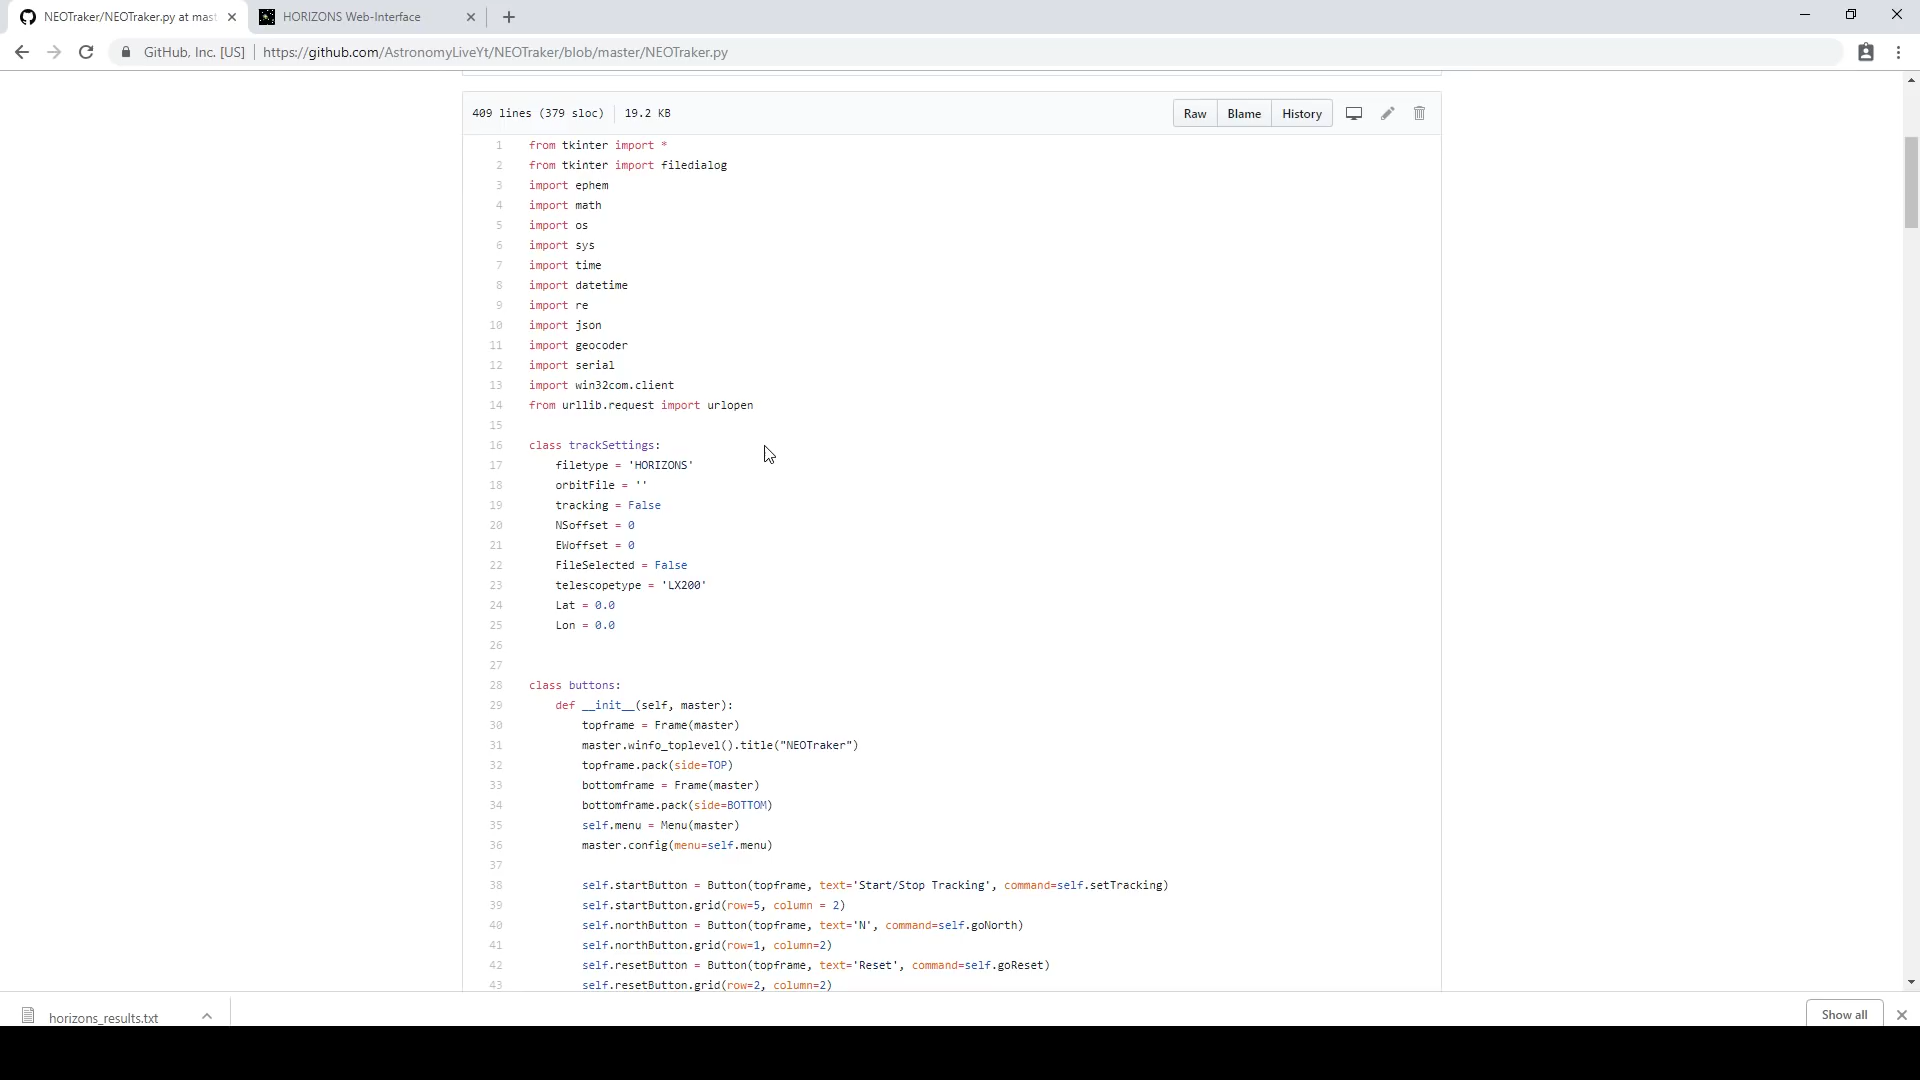 NEOTraker/NEOTraker.py at mast
HORIZONS Web-Interface
GitHub, Inc. [US] https://github.com/AstronomyLiveYt/NEOTraker/blob/master/NEOTraker.py
409 lines (379 sloc) 19.2 KB
Raw Blame History
1 from tkinter import *
2 from tkinter import filedialog
3 import ephem
4 import math
5 import os
6 import sys
7 import time
8 import datetime
9 import re
10 import json
11 import geocoder
12 import serial
13 import win32com.client
14 from urllib.request import urlopen
15
16 class trackSettings:
17 filetype = 'HORIZONS'
18 orbitFile = ''
19 tracking = False
20 NSoffset = 0
21 EWoffset = 0
22 FileSelected = False
23 telescopetype = 'LX200'
24 Lat = 0.0
25 Lon = 0.0
26
27
28 class buttons:
29 def __init__(self, master):
30 topframe = Frame(master)
31 master.winfo_toplevel().title("NEOTraker")
32 topframe.pack(side=TOP)
33 bottomframe = Frame(master)
34 bottomframe.pack(side=BOTTOM)
35 self.menu = Menu(master)
36 master.config(menu=self.menu)
37
38 self.startButton = Button(topframe, text='Start/Stop Tracking', command=self.setTracking)
39 self.startButton.grid(row=5, column = 2)
40 self.northButton = Button(topframe, text='N', command=self.goNorth)
41 self.northButton.grid(row=1, column=2)
42 self.resetButton = Button(topframe, text='Reset', command=self.goReset)
43 self.resetButton.grid(row=2, column=2)
horizons_results.txt
Show all